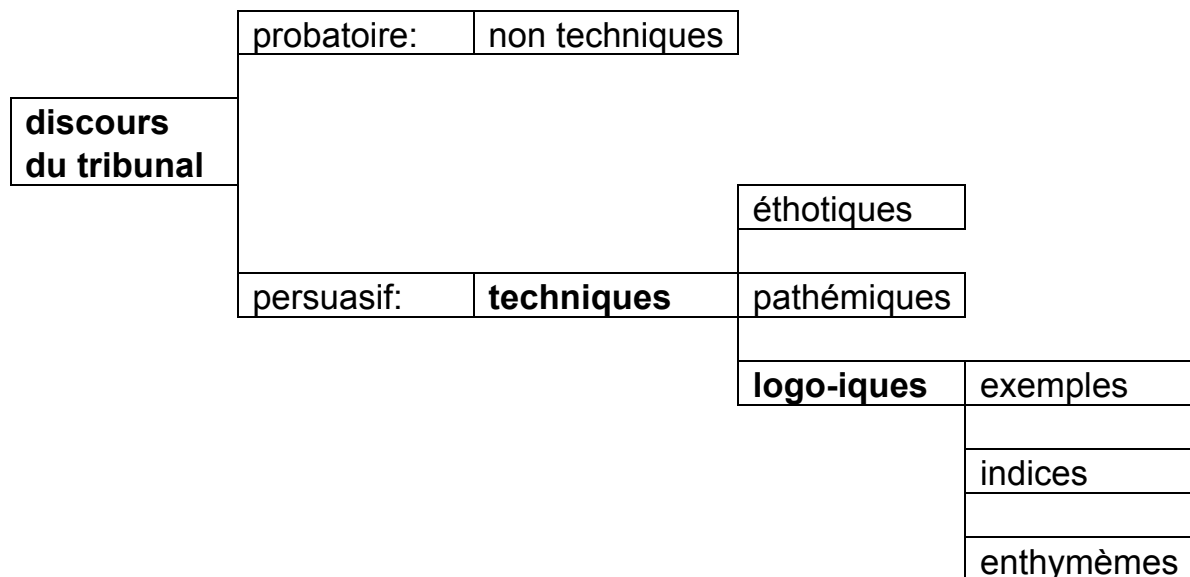 probatoire: non techniques
discours
du tribunal
éthotiques
persuasif: techniques pathémiques
logo-iques exemples
indices
enthymèmes